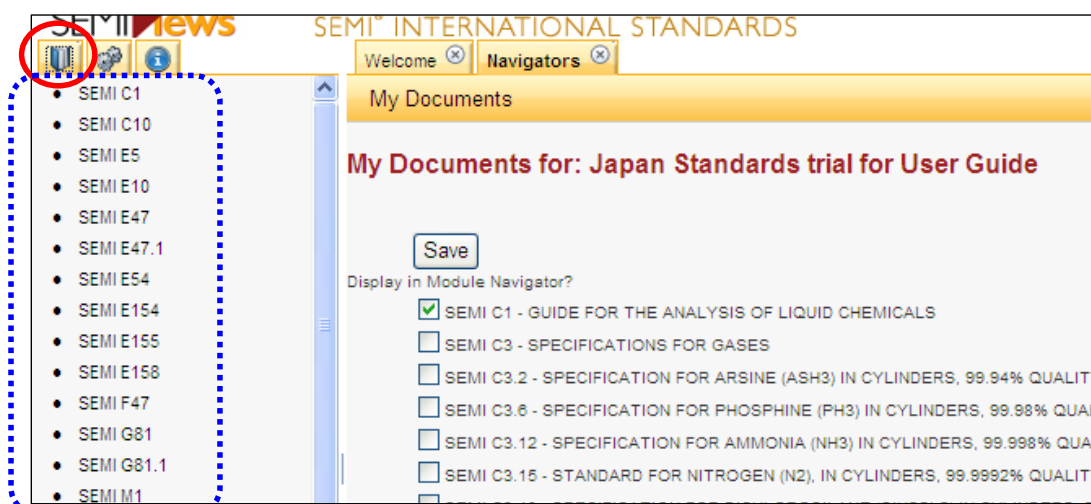 SEMI Views
SEMI° INTERNATIONAL STANDARDS
Welcome
Navigators
SEMI C1
SEMI C10
SEMI E5
SEMI E10
SEMI E47
SEMI E47.1
SEMI E54
SEMI E154
SEMI E155
SEMI E158
SEMI F47
SEMI G81
SEMI G81.1
SEMI M1
My Documents
My Documents for: Japan Standards trial for User Guide
Save
Display in Module Navigator?
SEMI C1 - GUIDE FOR THE ANALYSIS OF LIQUID CHEMICALS
SEMI C3 - SPECIFICATIONS FOR GASES
SEMI C3.2 - SPECIFICATION FOR ARSINE (ASH3) IN CYLINDERS, 99.94% QUALIT
SEMI C3.6 - SPECIFICATION FOR PHOSPHINE (PH3) IN CYLINDERS, 99.98% QUA
SEMI C3.12 - SPECIFICATION FOR AMMONIA (NH3) IN CYLINDERS, 99.998% QUA
SEMI C3.15 - STANDARD FOR NITROGEN (N2), IN CYLINDERS, 99.9992% QUALIT